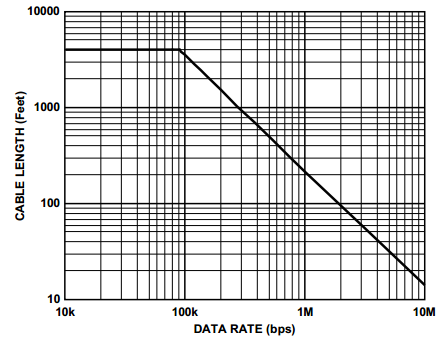 10000
1000
100
10
CABLE LENGTH (Feet)
10k
100k
1M
10M
DATA RATE (bps)